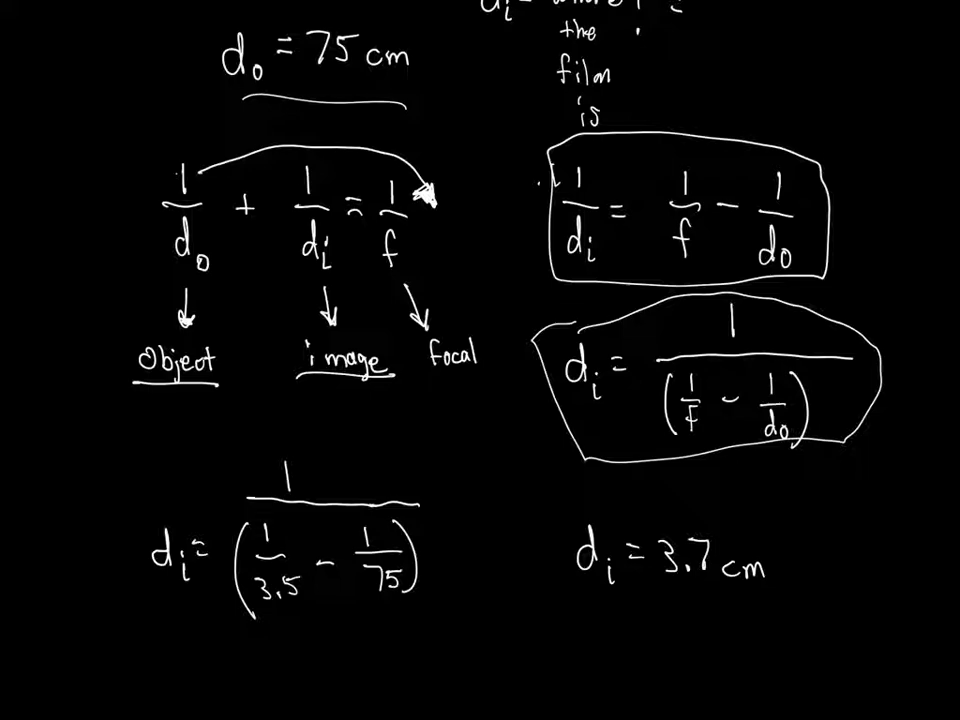 the
d₀ = 75 cm
film
is
1/d₀ + 1/dᵢ = 1/f
1/dᵢ = 1/f - 1/d₀
Object
image
focal
dᵢ = 1/(1/f - 1/d₀)
dᵢ = 1/(1/3.5 - 1/75)
dᵢ = 3.7 cm